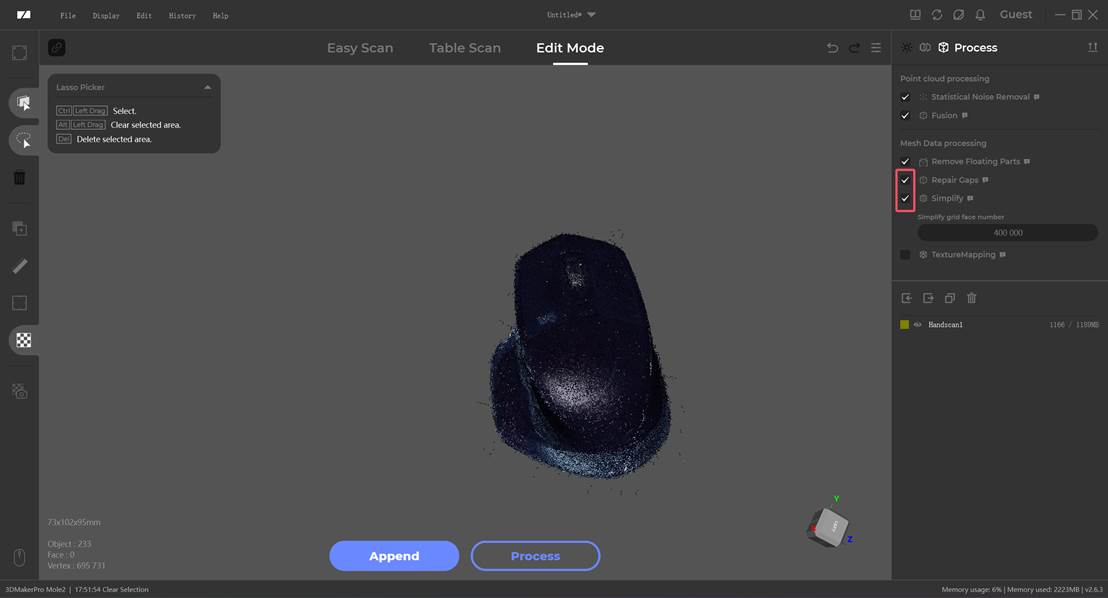 File Display Edit History Help
Untitled*
Guest
Easy Scan Table Scan Edit Mode
Process
Lasso Picker
Ctrl Left Drag Select.
Alt Left Drag Clear selected area.
Del Delete selected area.
Point cloud processing
Statistical Noise Removal
Fusion
Mesh Data processing
Remove Floating Parts
Repair Gaps
Simplify
Simplify grid face number
400 000
TextureMapping
Handscan1 1166 / 1189MB
73x102x95mm
Object : 233
Face : 0
Vertex : 695 731
Append Process
Y
Z
3DMakerPro Mole2 | 17:51:54 Clear Selection
Memory usage: 6% | Memory used: 2223MB | v2.6.3